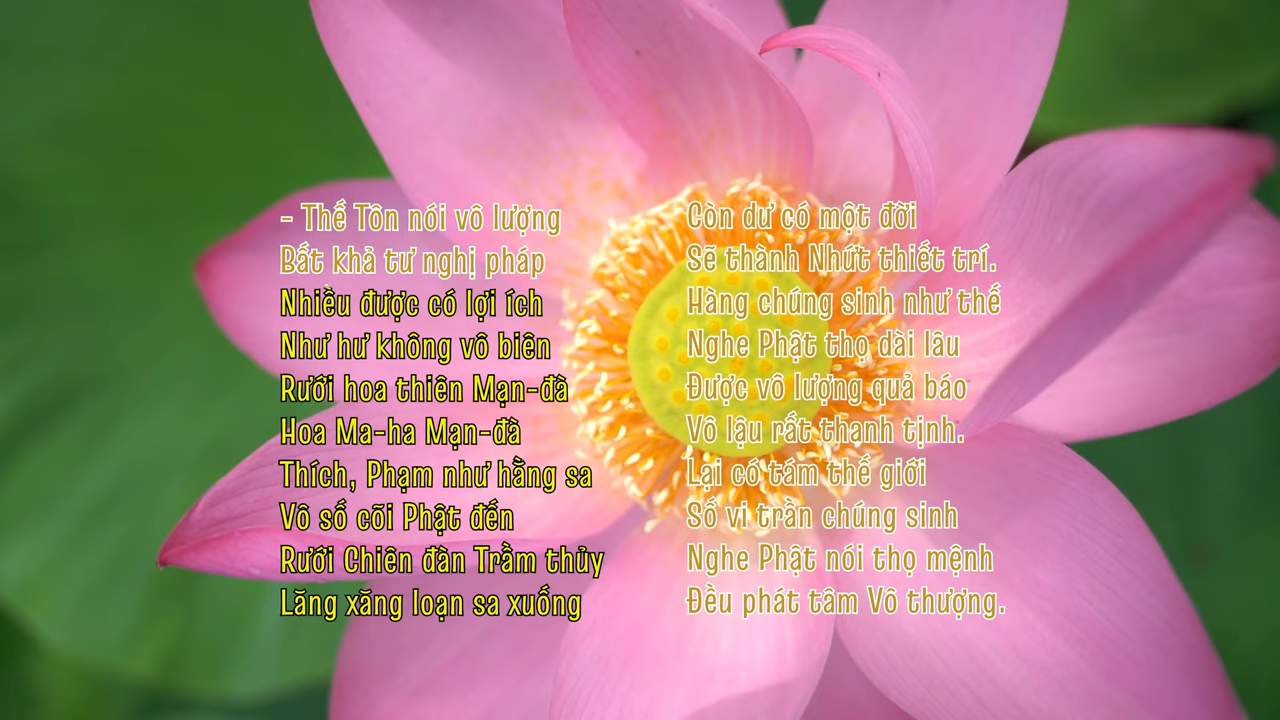 - Thế Tôn nói vô lượng
Bất khả tư nghị pháp
Nhiều được có lợi ích
Như hư không vô biên
Rưới hoa thiên Mạn-đà
Hoa Ma-ha Mạn-đà
Thích, Phạm như hằng sa
Vô số cõi Phật đến
Rưới Chiên đàn Trầm thủy
Lăng xăng loạn sa xuống
Còn dư có một đời
Sẽ thành Nhứt thiết trí.
Hàng chúng sinh như thế
Nghe Phật thọ dài lâu
Được vô lượng quả báo
Vô lậu rất thanh tịnh.
Lại có tám thế giới
Số vi trần chúng sinh
Nghe Phật nói thọ mệnh
Đều phát tâm Vô thượng.